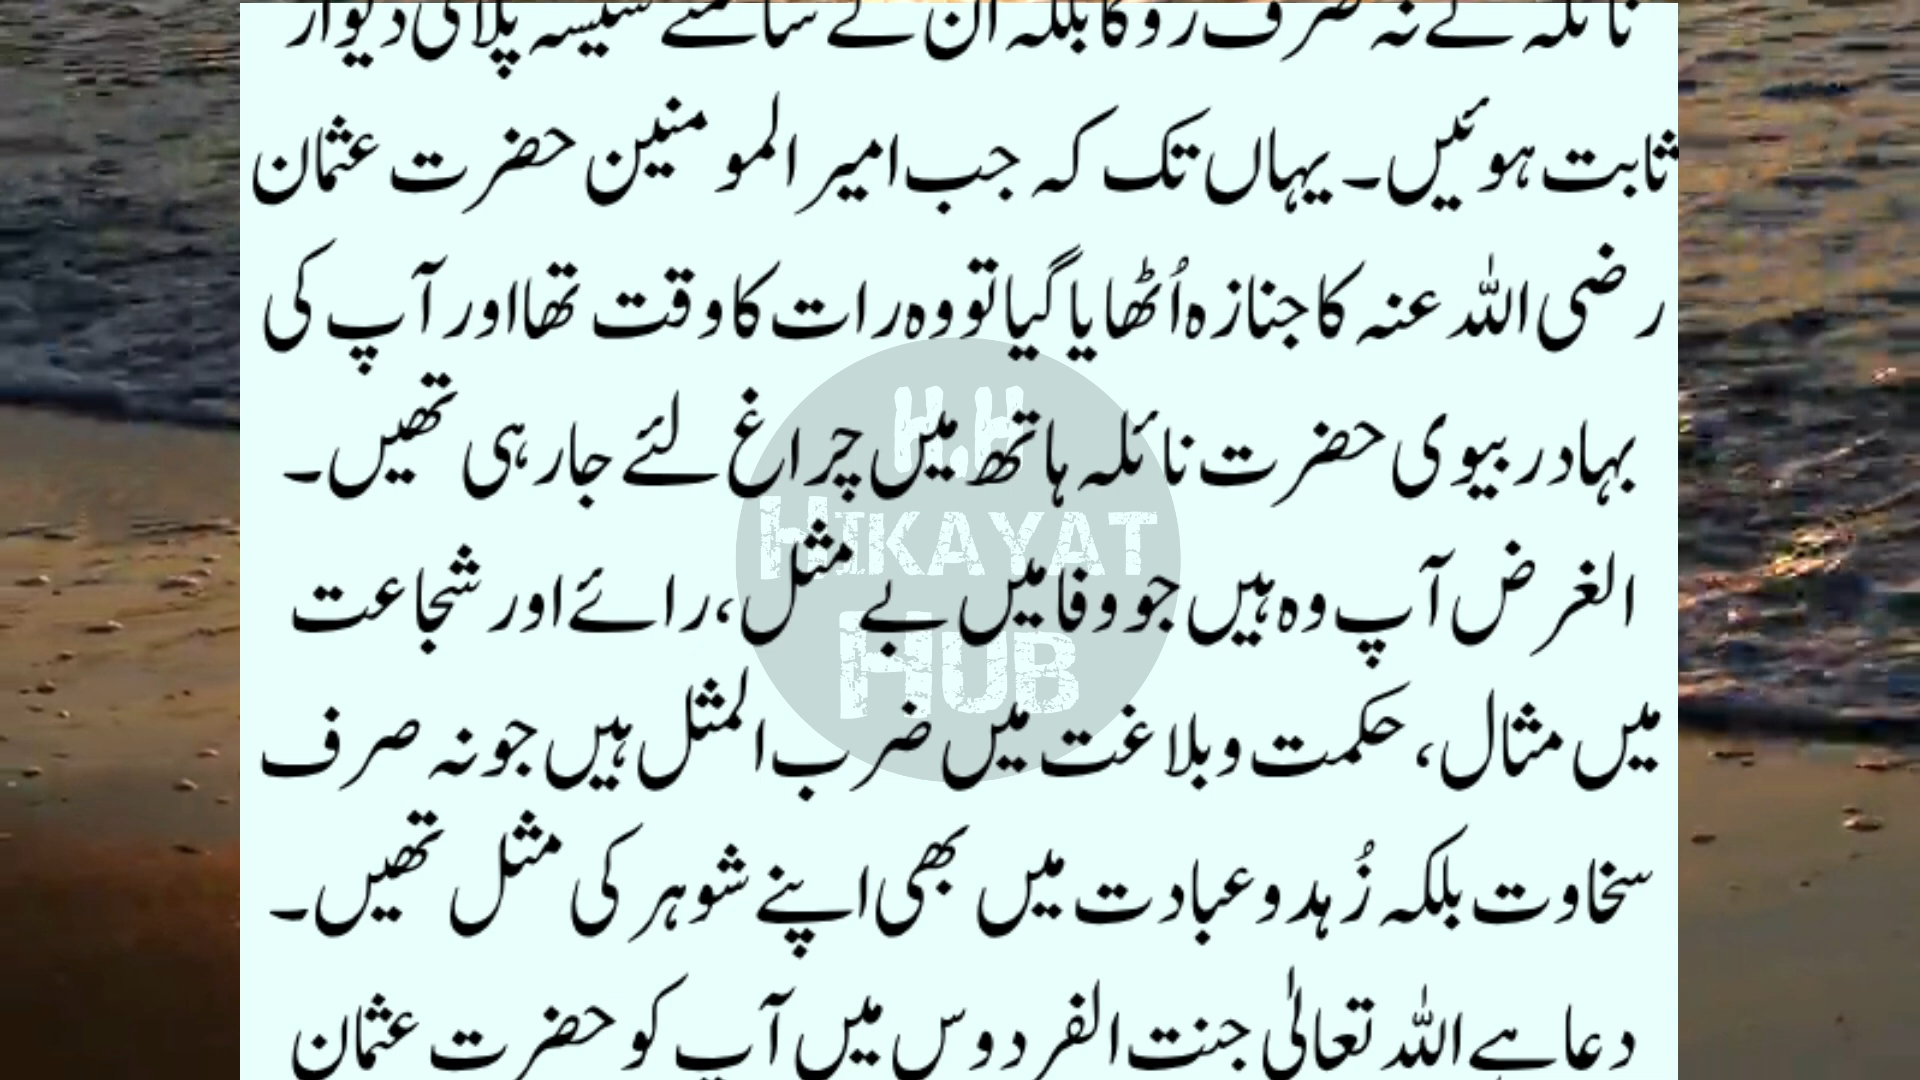 نائلہ نے نہ صرف روکا بلکہ ان کے سامنے سیسہ پلائی دیوار
ثابت ہوئیں۔ یہاں تک کہ جب امیر المومنین حضرت عثمان
رضی اللہ عنہ کا جنازہ اُٹھایا گیا تو وہ رات کا وقت تھا اور آپ کی
بہادر بیوی حضرت نائلہ ہاتھ میں چراغ لئے جارہی تھیں۔
الغرض آپ وہ ہیں جو وفا میں بے مثل، رائے اور شجاعت
میں مثال، حکمت و بلاغت میں ضرب المثل ہیں جو نہ صرف
سخاوت بلکہ زُہد و عبادت میں بھی اپنے شوہر کی مثل تھیں۔
دعا ہے اللہ تعالیٰ جنت الفردوس میں آپ کو حضرت عثمان
H.H
HIKAYAT
HUB